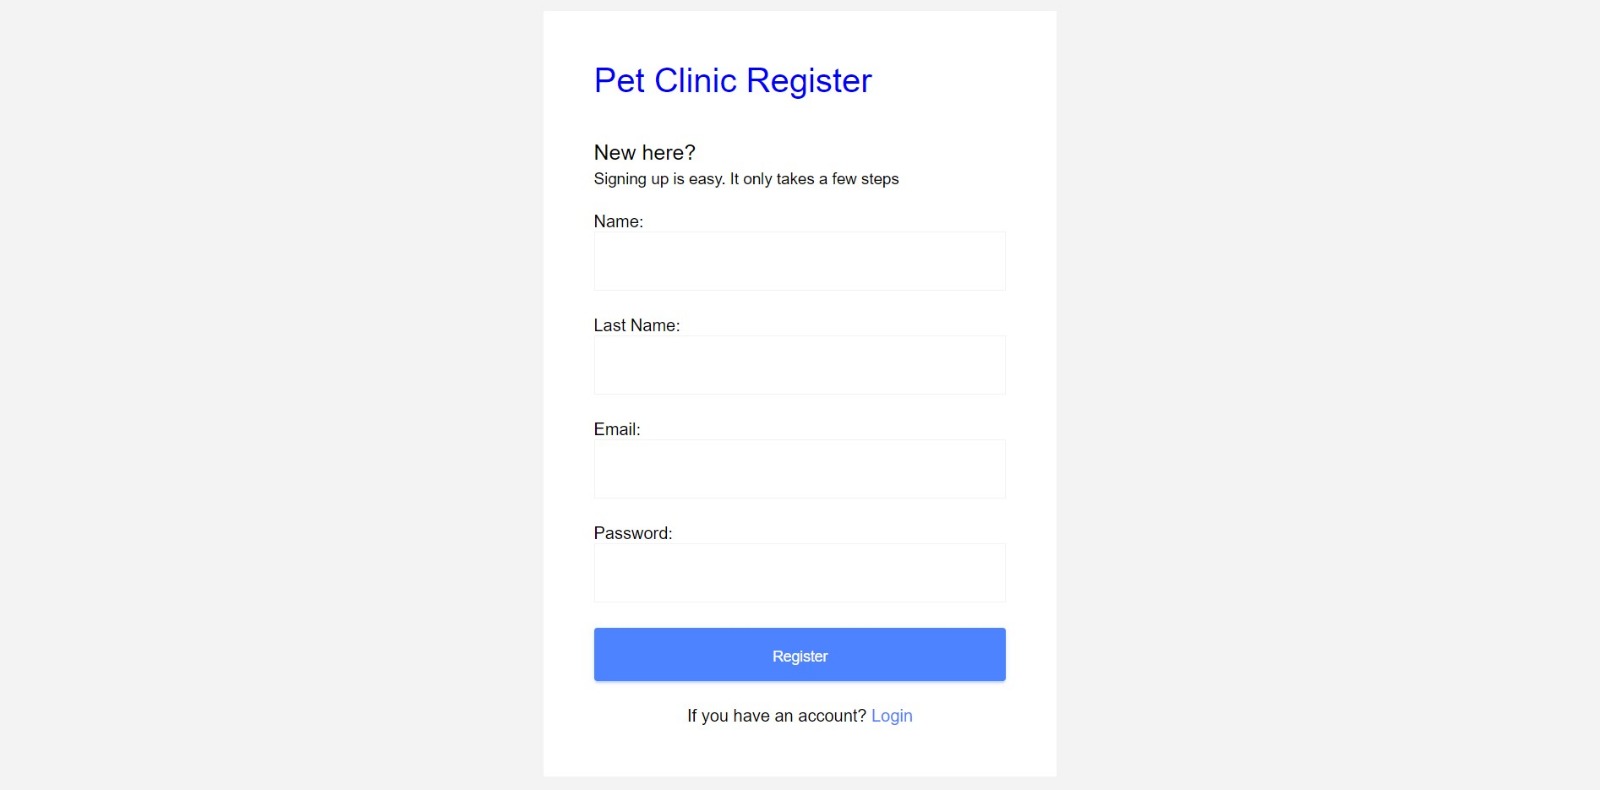 Pet Clinic Register
New here?
Signing up is easy. It only takes a few steps
Name:
Last Name:
Email:
Password:
Register
If you have an account? Login